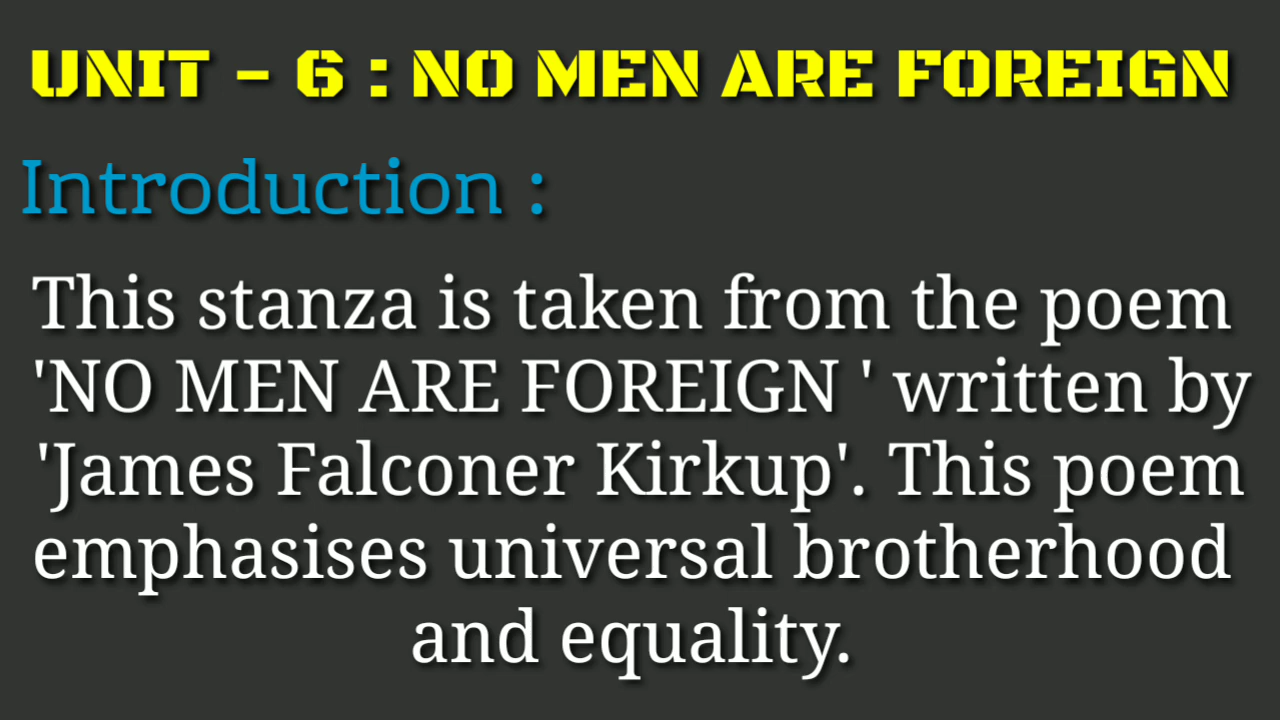 UNIT - 6 : NO MEN ARE FOREIGN
Introduction :
This stanza is taken from the poem
'NO MEN ARE FOREIGN ' written by
'James Falconer Kirkup'. This poem
emphasises universal brotherhood
and equality.